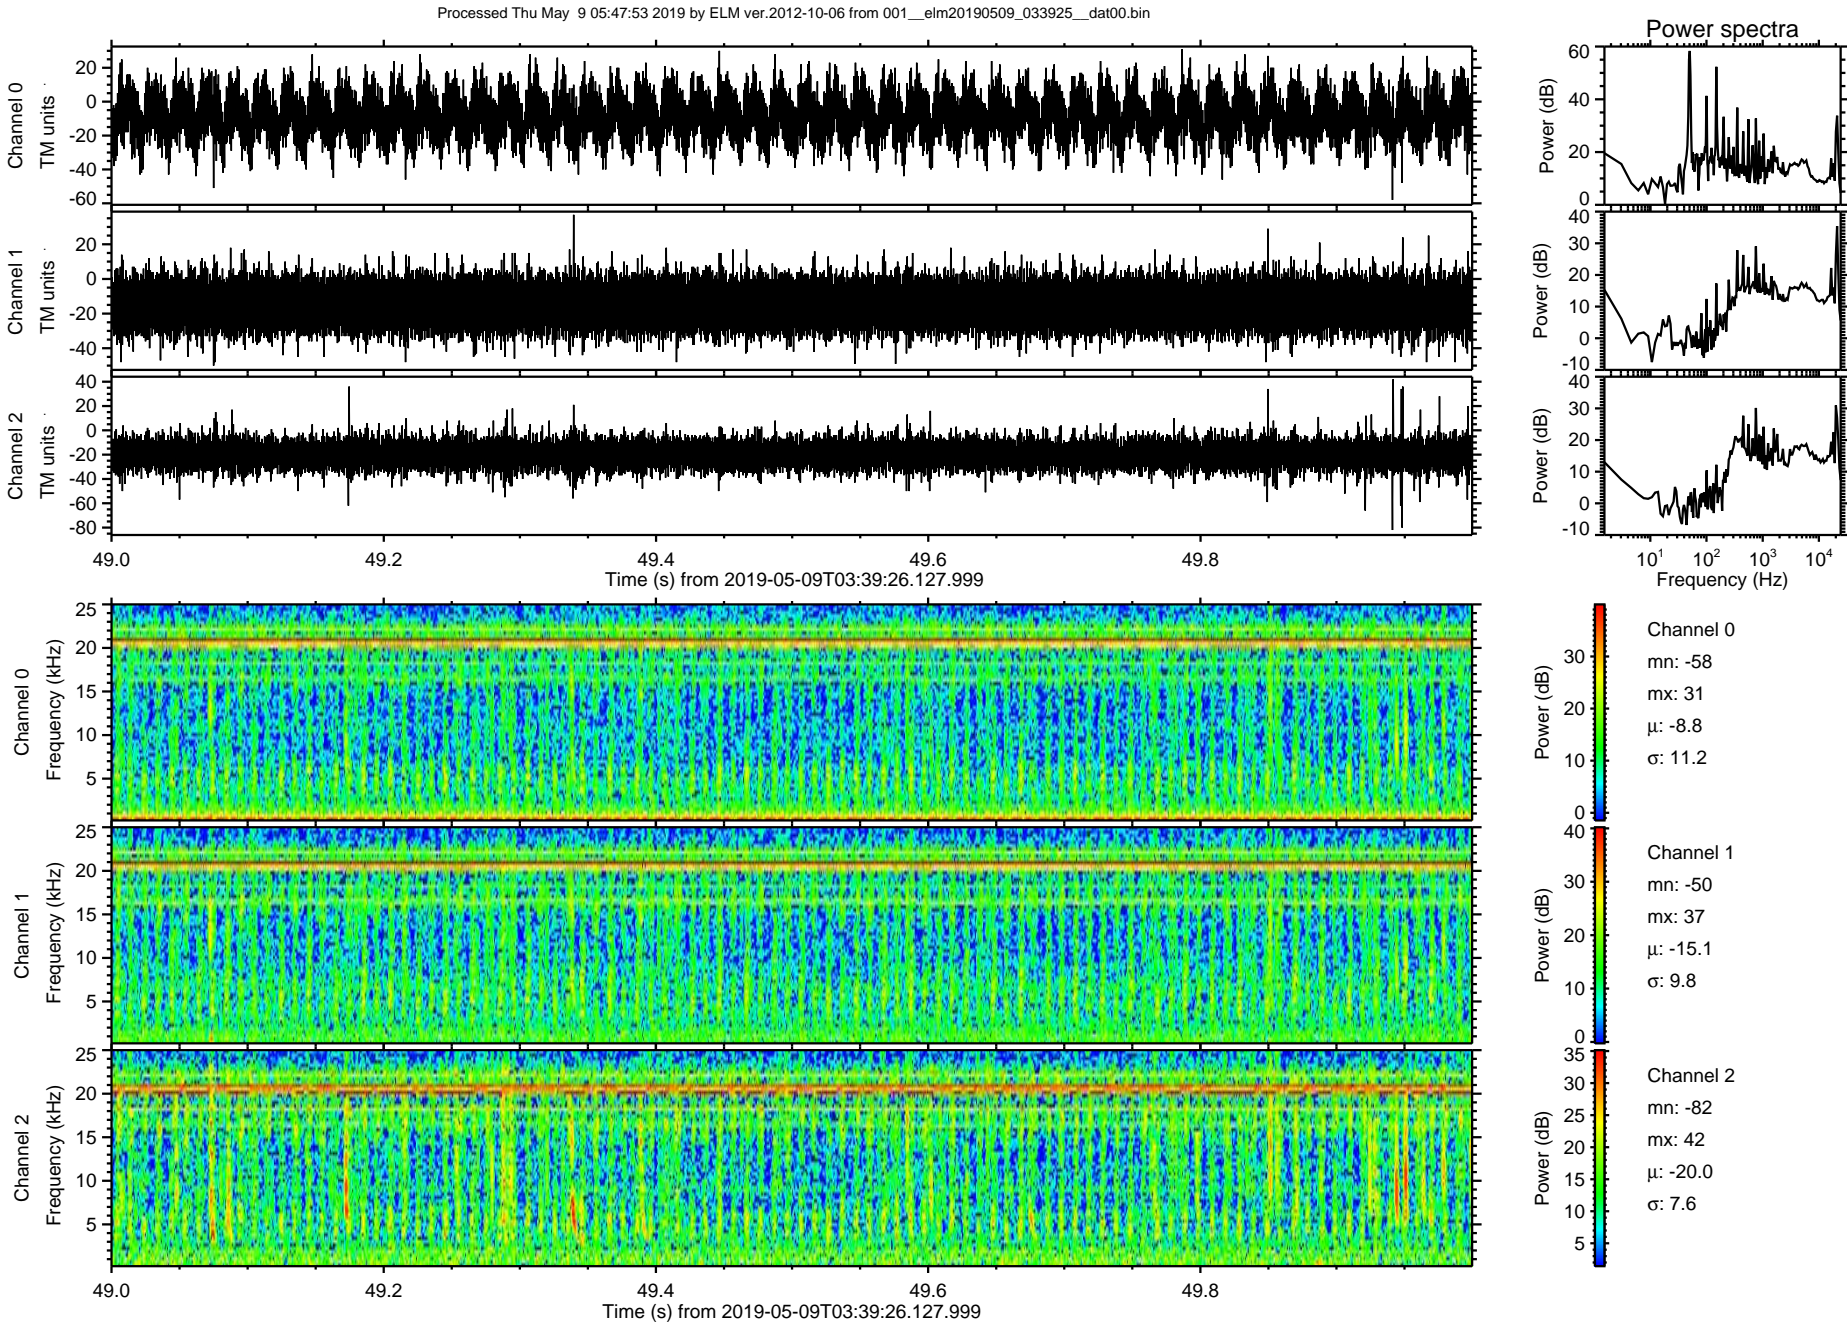 Processed Thu May  9 05:47:53 2019 by ELM ver.2012-10-06 from 001__elm20190509_033925__dat00.bin
Power spectra
Channel 0
TM units
20
0
-20
-40
-60
Power (dB)
60
40
20
0
Channel 1
TM units
20
0
-20
-40
Power (dB)
40
30
20
10
0
-10
Channel 2
TM units
40
20
0
-20
-40
-60
-80
Power (dB)
40
30
20
10
0
-10
49.0 49.2 49.4 49.6 49.8
Time (s) from 2019-05-09T03:39:26.127.999
10^1 10^2 10^3 10^4
Frequency (Hz)
Channel 0
Frequency (kHz)
25
20
15
10
5
Power (dB)
30
20
10
0
Channel 0
mn: -58
mx: 31
μ: -8.8
σ: 11.2
Channel 1
Frequency (kHz)
25
20
15
10
5
Power (dB)
40
30
20
10
0
Channel 1
mn: -50
mx: 37
μ: -15.1
σ: 9.8
Channel 2
Frequency (kHz)
25
20
15
10
5
Power (dB)
35
30
25
20
15
10
5
Channel 2
mn: -82
mx: 42
μ: -20.0
σ: 7.6
49.0 49.2 49.4 49.6 49.8
Time (s) from 2019-05-09T03:39:26.127.999